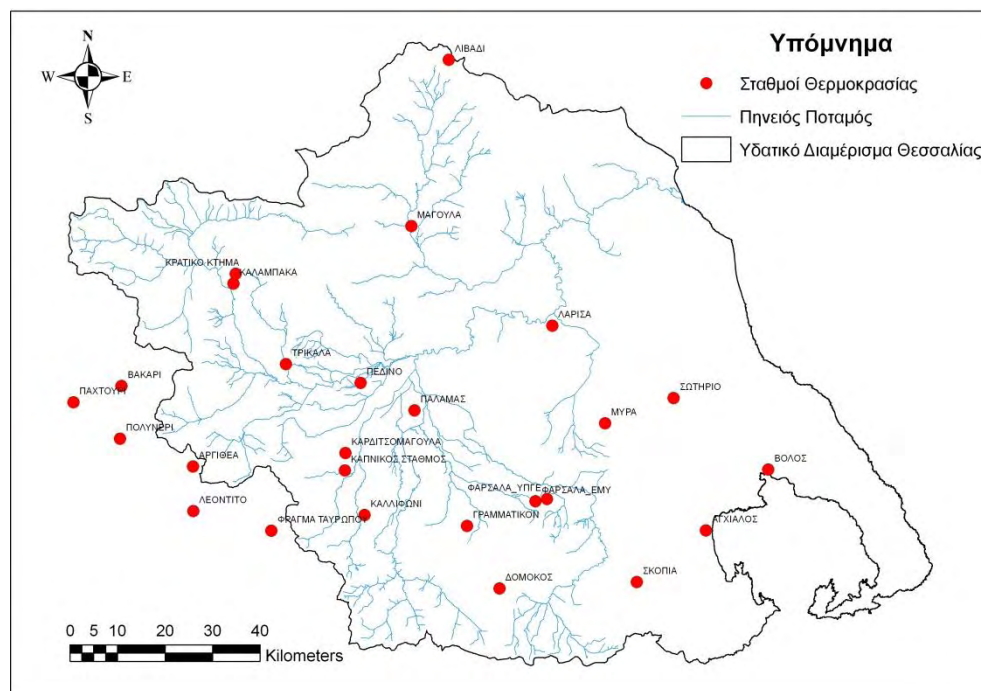 N
W E
S
ΛΙΒΑΔΙ
Υπόμνημα
Σταθμοί Θερμοκρασίας
Πηνειός Ποταμός
Υδατικό Διαμέρισμα Θεσσαλίας
ΜΑΓΟΥΛΑ
ΚΡΑΤΙΚΟ ΚΤΗΜΑ
ΚΑΛΑΜΠΑΚΑ
ΛΑΡΙΣΑ
ΤΡΙΚΑΛΑ
ΠΕΔΙΝΟ
ΒΑΚΑΡΙ
ΠΑΧΤΟΥΡΙ
ΣΩΤΗΡΙΟ
ΠΑΛΑΜΑΣ
ΜΥΡΑ
ΠΟΛΥΝΕΡΙ
ΚΑΡΔΙΤΣΟΜΑΓΟΥΛΑ
ΑΡΓΙΘΕΑ
ΚΑΠΝΙΚΟΣ ΣΤΑΘΜΟΣ
ΒΟΛΟΣ
ΦΑΡΣΑΛΑ_ΥΠΓΕ
ΦΑΡΣΑΛΑ_ΕΜΥ
ΛΕΟΝΤΙΤΟ
ΚΑΛΛΙΦΩΝΙ
ΦΡΑΓΜΑ ΤΑΥΡΩΠΟΥ
ΓΡΑΜΜΑΤΙΚΟΝ
ΑΓΧΙΑΛΟΣ
ΔΟΜΟΚΟΣ
ΣΚΟΠΙΑ
0 5 10 20 30 40
Kilometers